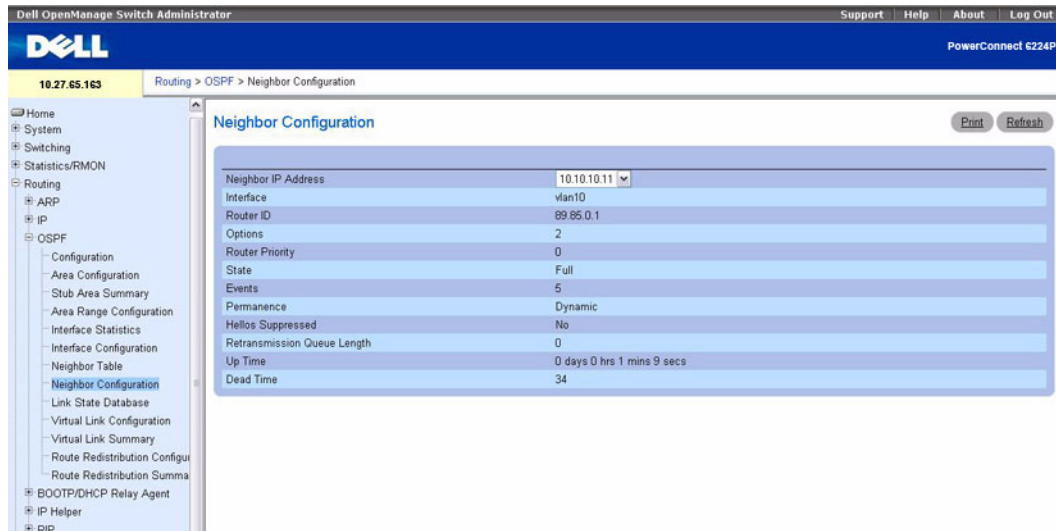 Dell OpenManage Switch Administrator
Support Help About Log Out
DELL
PowerConnect 6224P
10.27.65.163
Routing > OSPF > Neighbor Configuration
Home
System
Switching
Statistics/RMON
Routing
ARP
IP
OSPF
Configuration
Area Configuration
Stub Area Summary
Area Range Configuration
Interface Statistics
Interface Configuration
Neighbor Table
Neighbor Configuration
Link State Database
Virtual Link Configuration
Virtual Link Summary
Route Redistribution Configu
Route Redistribution Summa
BOOTP/DHCP Relay Agent
IP Helper
RIP
Neighbor Configuration
Print Refresh
Neighbor IP Address 10.10.10.11
Interface vlan10
Router ID 89.85.0.1
Options 2
Router Priority 0
State Full
Events 5
Permanence Dynamic
Hellos Suppressed No
Retransmission Queue Length 0
Up Time 0 days 0 hrs 1 mins 9 secs
Dead Time 34